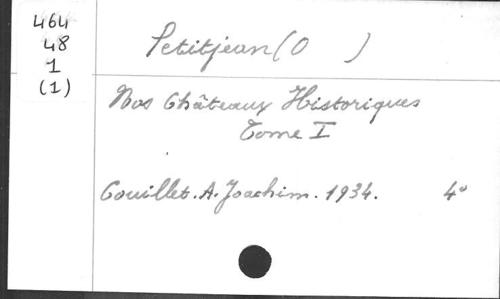 464
48
1
(1)
Petitjean (O )
Nos Châteaux Historiques
Tome I
Couillet. A. Joachim. 1934. 4°